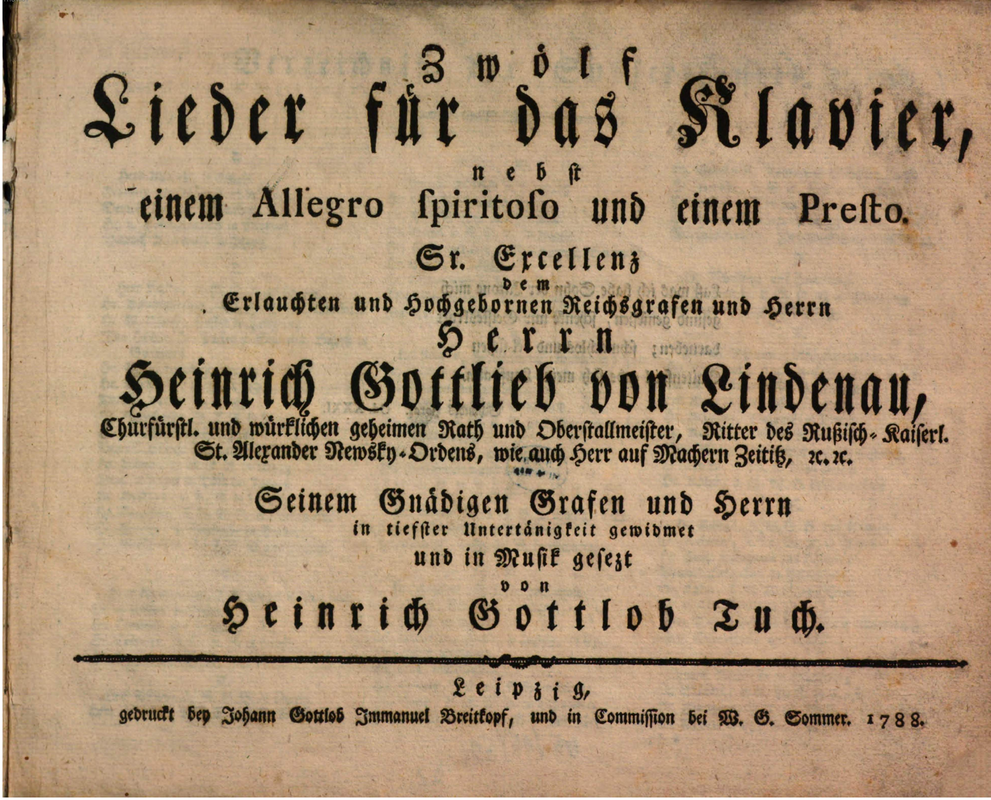 Zwölf
Lieder für das Klavier,
nebst
einem Allegro spiritoso und einem Presto.
Sr. Excellenz
dem
Erlauchten und Hochgebornen Reichsgrafen und Herrn
Herrn
Heinrich Gottlieb von Lindenau,
Churfürstl. und würklichen geheimen Rath und Oberstallmeister, Ritter des Rußisch-Kaiserl.
St. Alexander Newsky-Ordens, wie auch Herr auf Machern Zeititz, ꝛc. ꝛc.
Seinem Gnädigen Grafen und Herrn
in tiefster Untertänigkeit gewidmet
und in Musik gesezt
von
Heinrich Gottlob Tuch.
Leipzig,
gedruckt bey Johann Gottlob Immanuel Breitkopf, und in Commission bei W. G. Sommer. 1788.